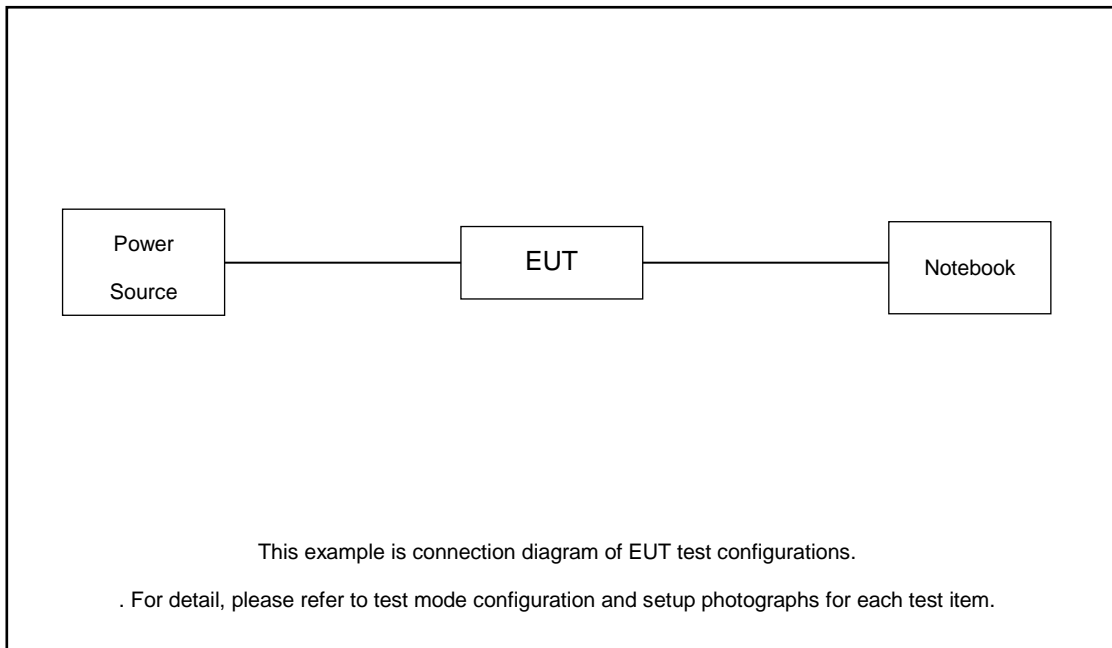 Power
Source
EUT
Notebook
This example is connection diagram of EUT test configurations.
. For detail, please refer to test mode configuration and setup photographs for each test item.